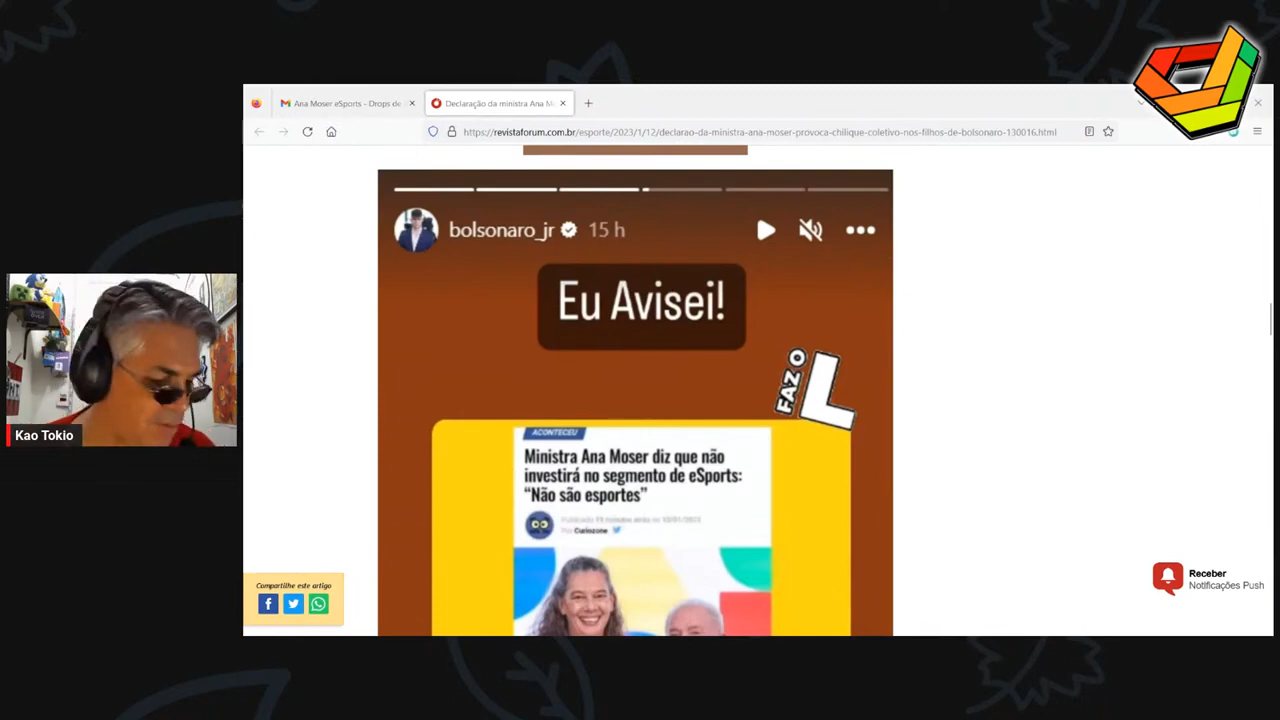 Ana Moser eSports - Drops de
Declaração da ministra Ana M
https://revistaforum.com.br/esporte/2023/1/12/declarao-da-ministra-ana-moser-provoca-chilique-coletivo-nos-filhos-de-bolsonaro-130016.html
bolsonaro_jr 15 h
Eu Avisei!
FAZ O L
ACONTECEU
Ministra Ana Moser diz que não
investirá no segmento de eSports:
“Não são esportes”
Por Curiozone
Kao Tokio
Compartilhe este artigo
Receber
Notificações Push